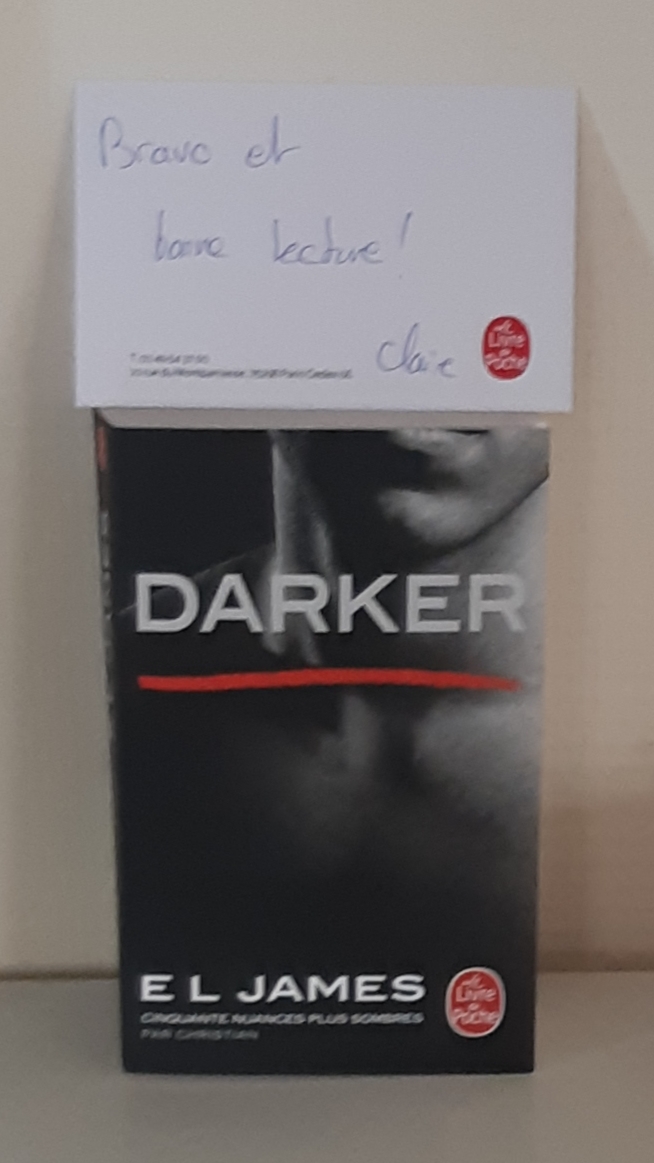 Bravo et
bonne lecture!
Claire
Le
Livre
de
Poche
DARKER
E L JAMES
CINQUANTE NUANCES PLUS SOMBRES
PAR CHRISTIAN
Le
Livre
de
Poche